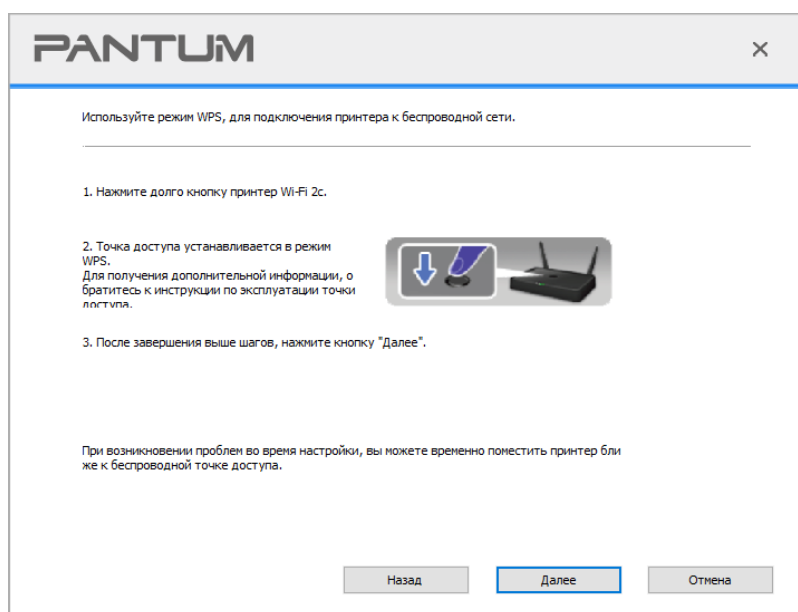 PANTUM
Используйте режим WPS, для подключения принтера к беспроводной сети.
1. Нажмите долго кнопку принтер Wi-Fi 2с.
2. Точка доступа устанавливается в режим
WPS.
Для получения дополнительной информации, о
братитесь к инструкции по эксплуатации точки
доступа.
3. После завершения выше шагов, нажмите кнопку "Далее".
При возникновении проблем во время настройки, вы можете временно поместить принтер бли
же к беспроводной точке доступа.
Назад Далее Отмена